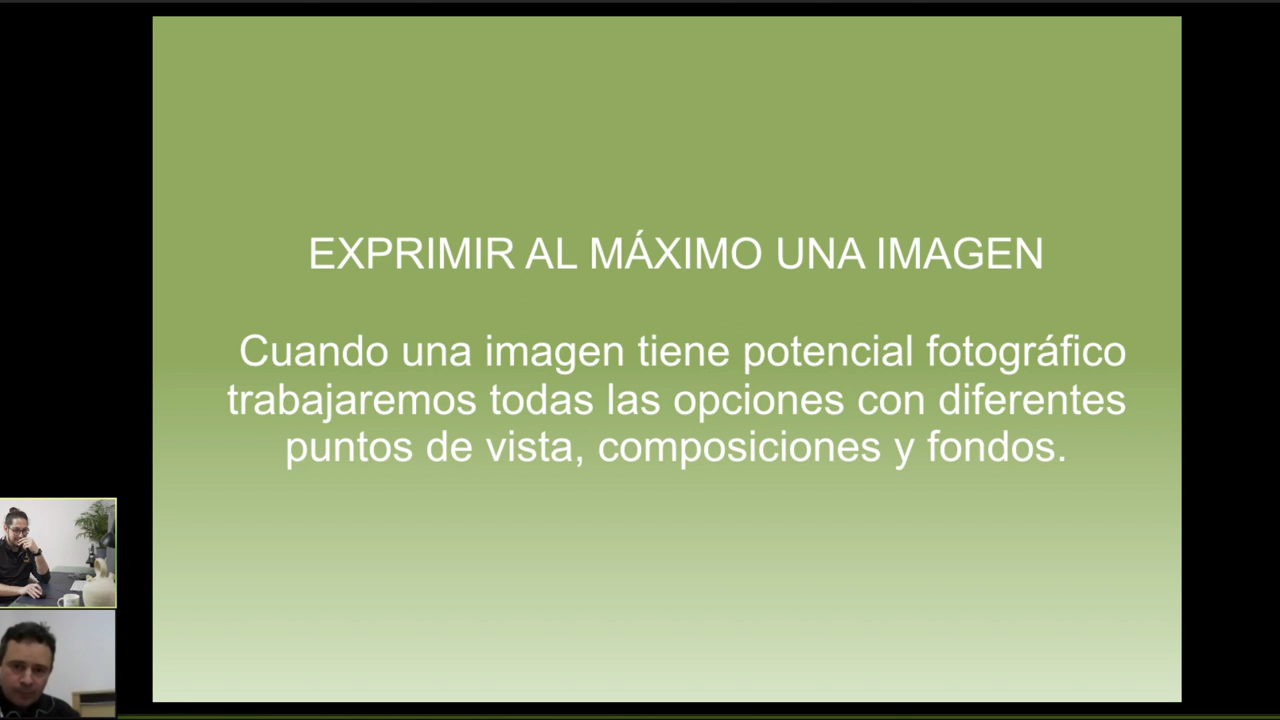 EXPRIMIR AL MÁXIMO UNA IMAGEN
Cuando una imagen tiene potencial fotográfico
trabajaremos todas las opciones con diferentes
puntos de vista, composiciones y fondos.